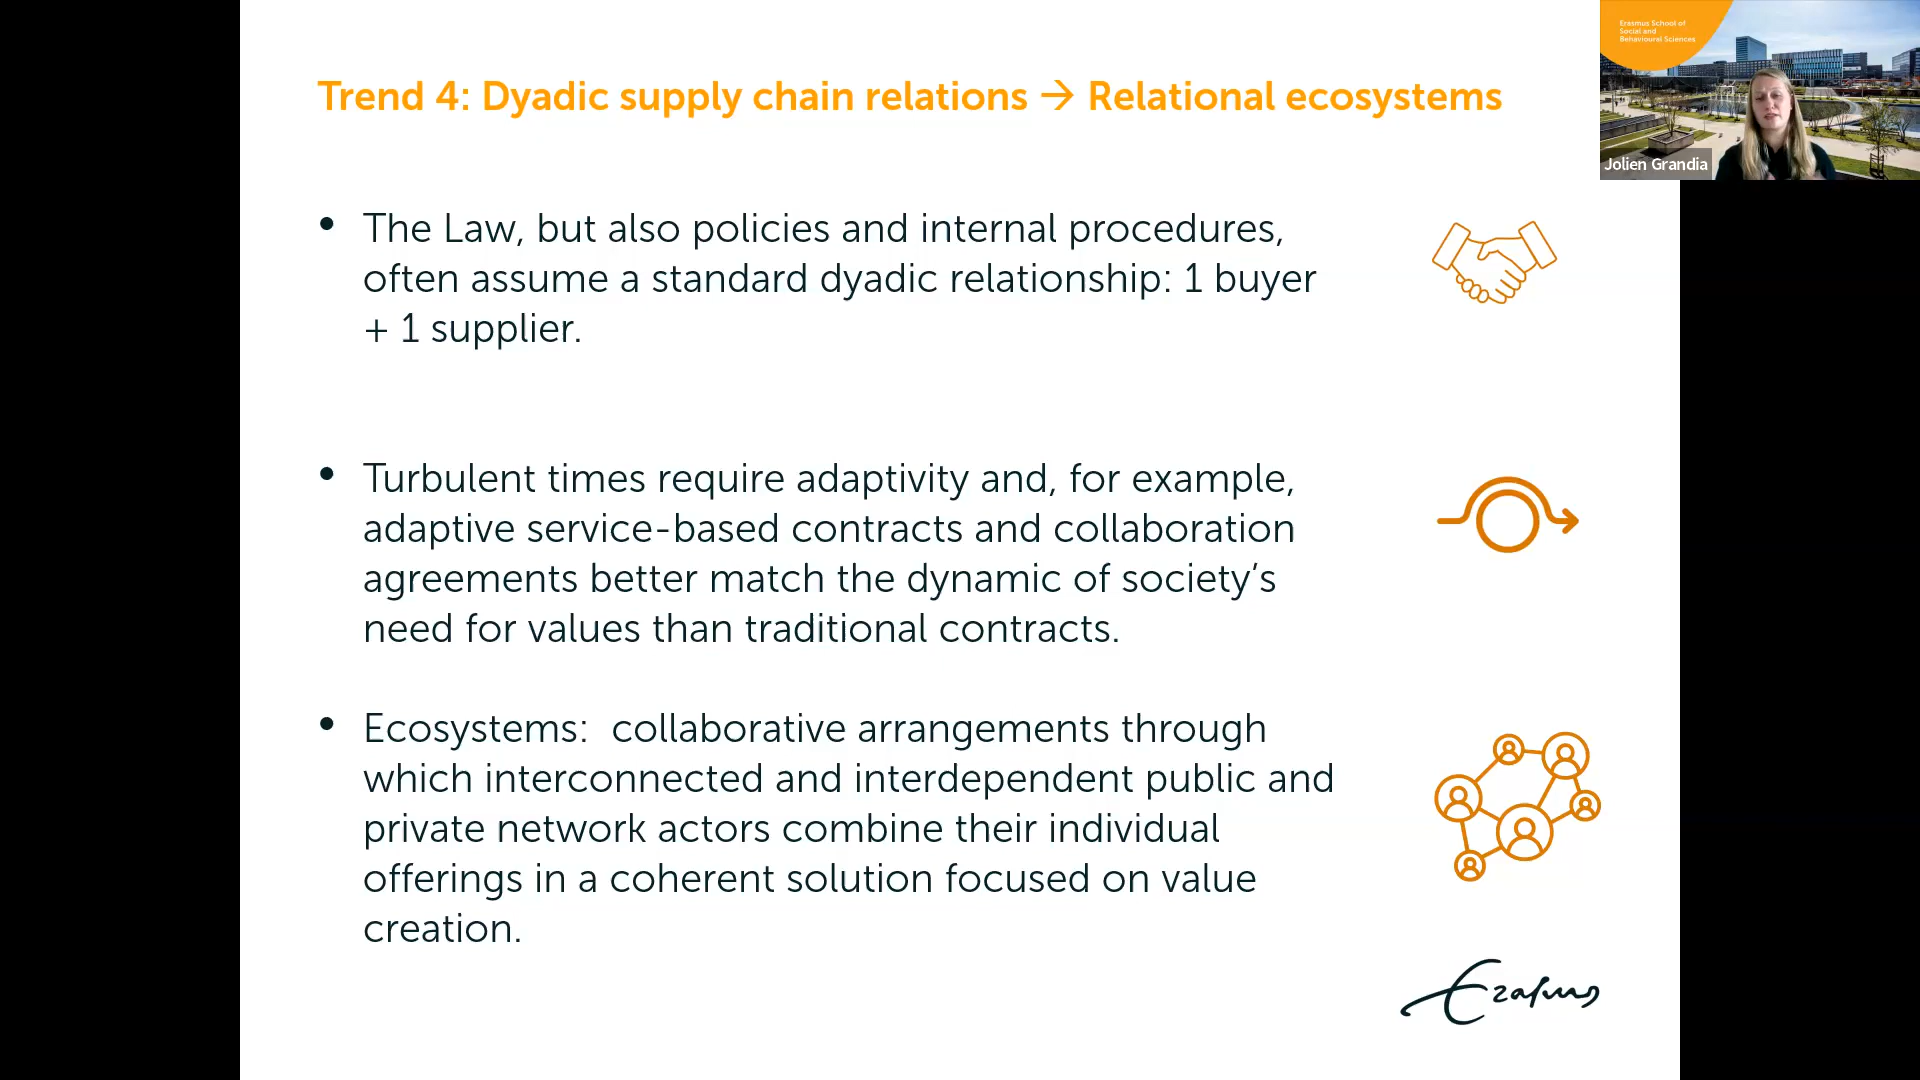 Trend 4: Dyadic supply chain relations → Relational ecosystems
Erasmus School of
Social and
Behavioural Sciences
Jolien Grandia
• The Law, but also policies and internal procedures,
often assume a standard dyadic relationship: 1 buyer
+ 1 supplier.
• Turbulent times require adaptivity and, for example,
adaptive service-based contracts and collaboration
agreements better match the dynamic of society’s
need for values than traditional contracts.
• Ecosystems:  collaborative arrangements through
which interconnected and interdependent public and
private network actors combine their individual
offerings in a coherent solution focused on value
creation.
Erasmus